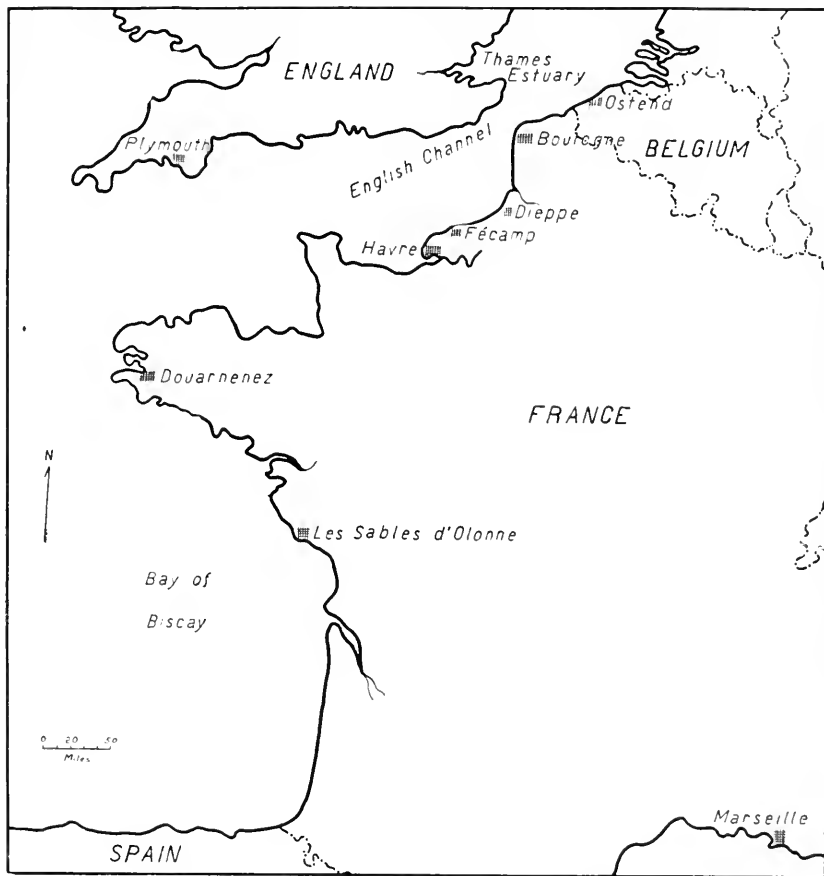 ENGLAND
Thames
Estuary
Ostend
Plymouth
English Channel
BELGIUM
Dieppe
Fécamp
Havre
Douarnenez
FRANCE
N
Les Sables d'Olonne
Bay of
Biscay
0 20 50
Miles
Marseille
SPAIN